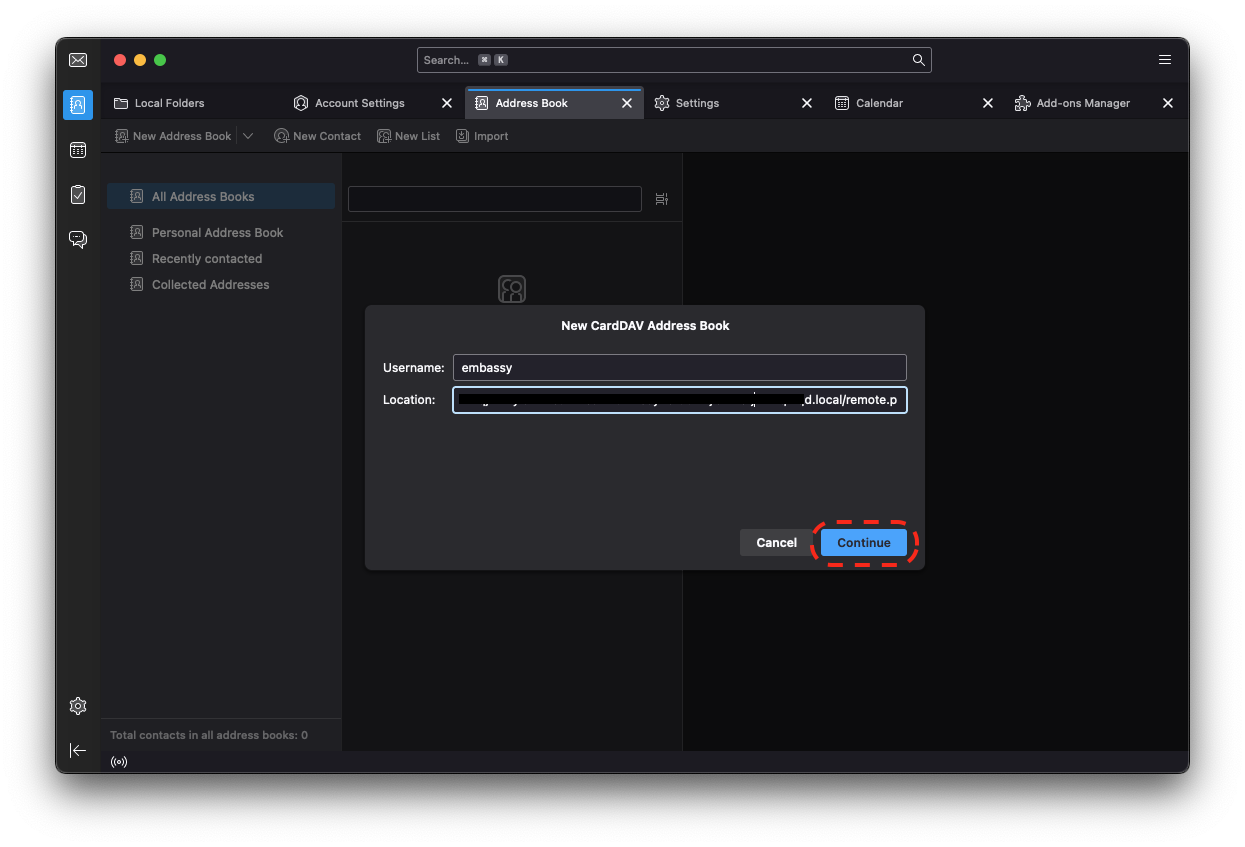 Search... ⌘ K
Local Folders
Account Settings
Address Book
Settings
Calendar
Add-ons Manager
New Address Book
New Contact
New List
Import
All Address Books
Personal Address Book
Recently contacted
Collected Addresses
New CardDAV Address Book
Username: embassy
Location: d.local/remote.p
Cancel
Continue
Total contacts in all address books: 0